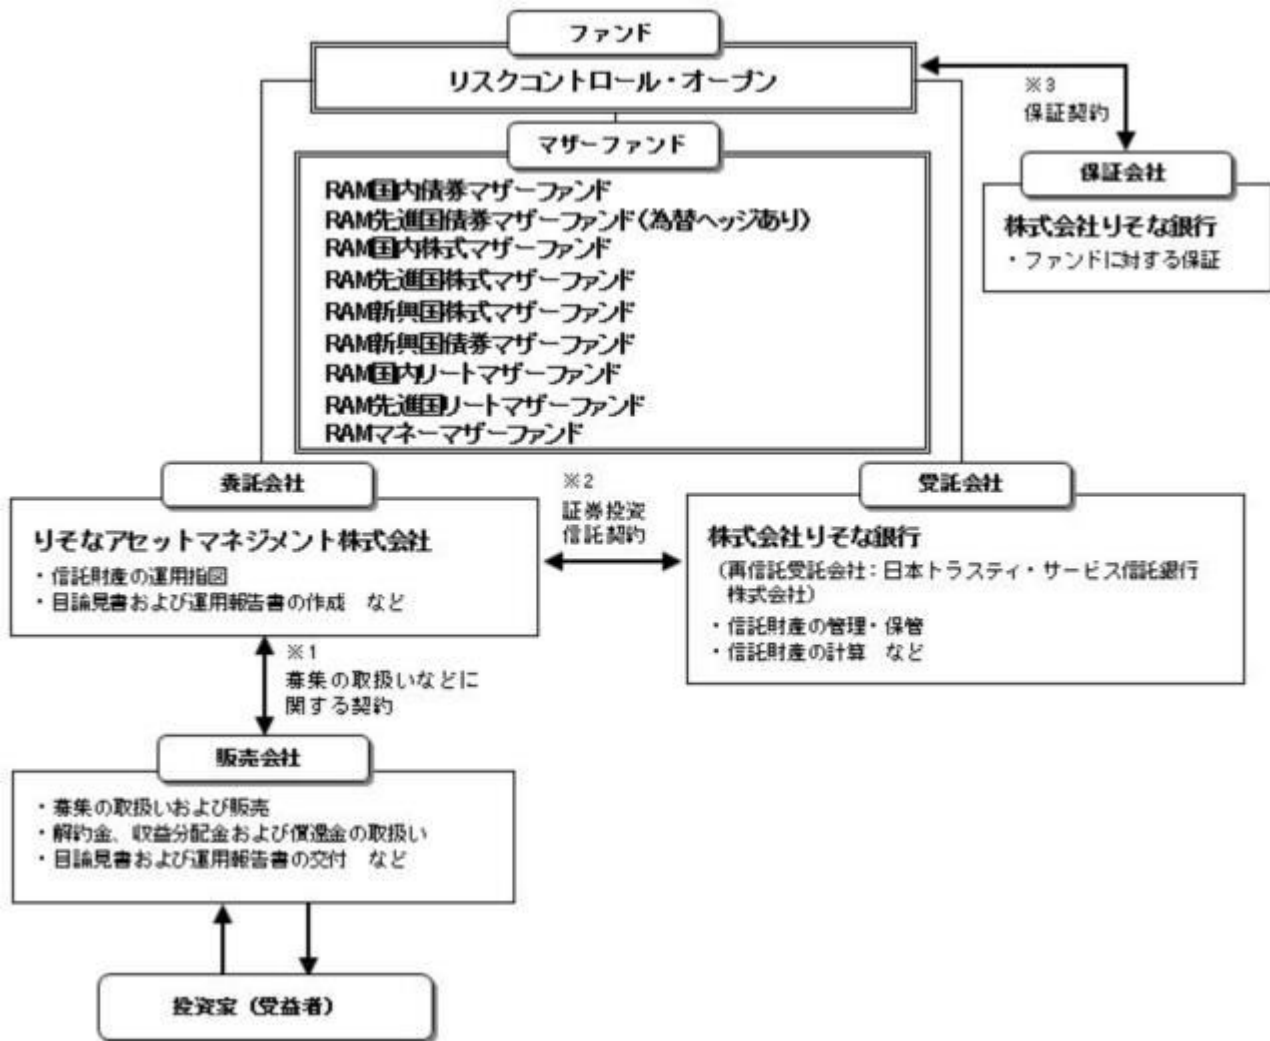 ファンド
リスクコントロール・オープン
※3
保証契約
マザーファンド
RAM国内債券マザーファンド
RAM先進国債券マザーファンド(為替ヘッジあり)
RAM国内株式マザーファンド
RAM先進国株式マザーファンド
RAM新興国株式マザーファンド
RAM新興国債券マザーファンド
RAM国内リートマザーファンド
RAM先進国リートマザーファンド
RAMマネーマザーファンド
保証会社
株式会社りそな銀行
・ファンドに対する保証
委託会社
りそなアセットマネジメント株式会社
・信託財産の運用指図
・目論見書および運用報告書の作成 など
※2
証券投資
信託契約
受託会社
株式会社りそな銀行
（再信託受託会社：日本トラスティ・サービス信託銀行
株式会社）
・信託財産の管理・保管
・信託財産の計算 など
※1
募集の取扱いなどに
関する契約
販売会社
・募集の取扱いおよび販売
・解約金、収益分配金および償還金の取扱い
・目論見書および運用報告書の交付 など
投資家（受益者）